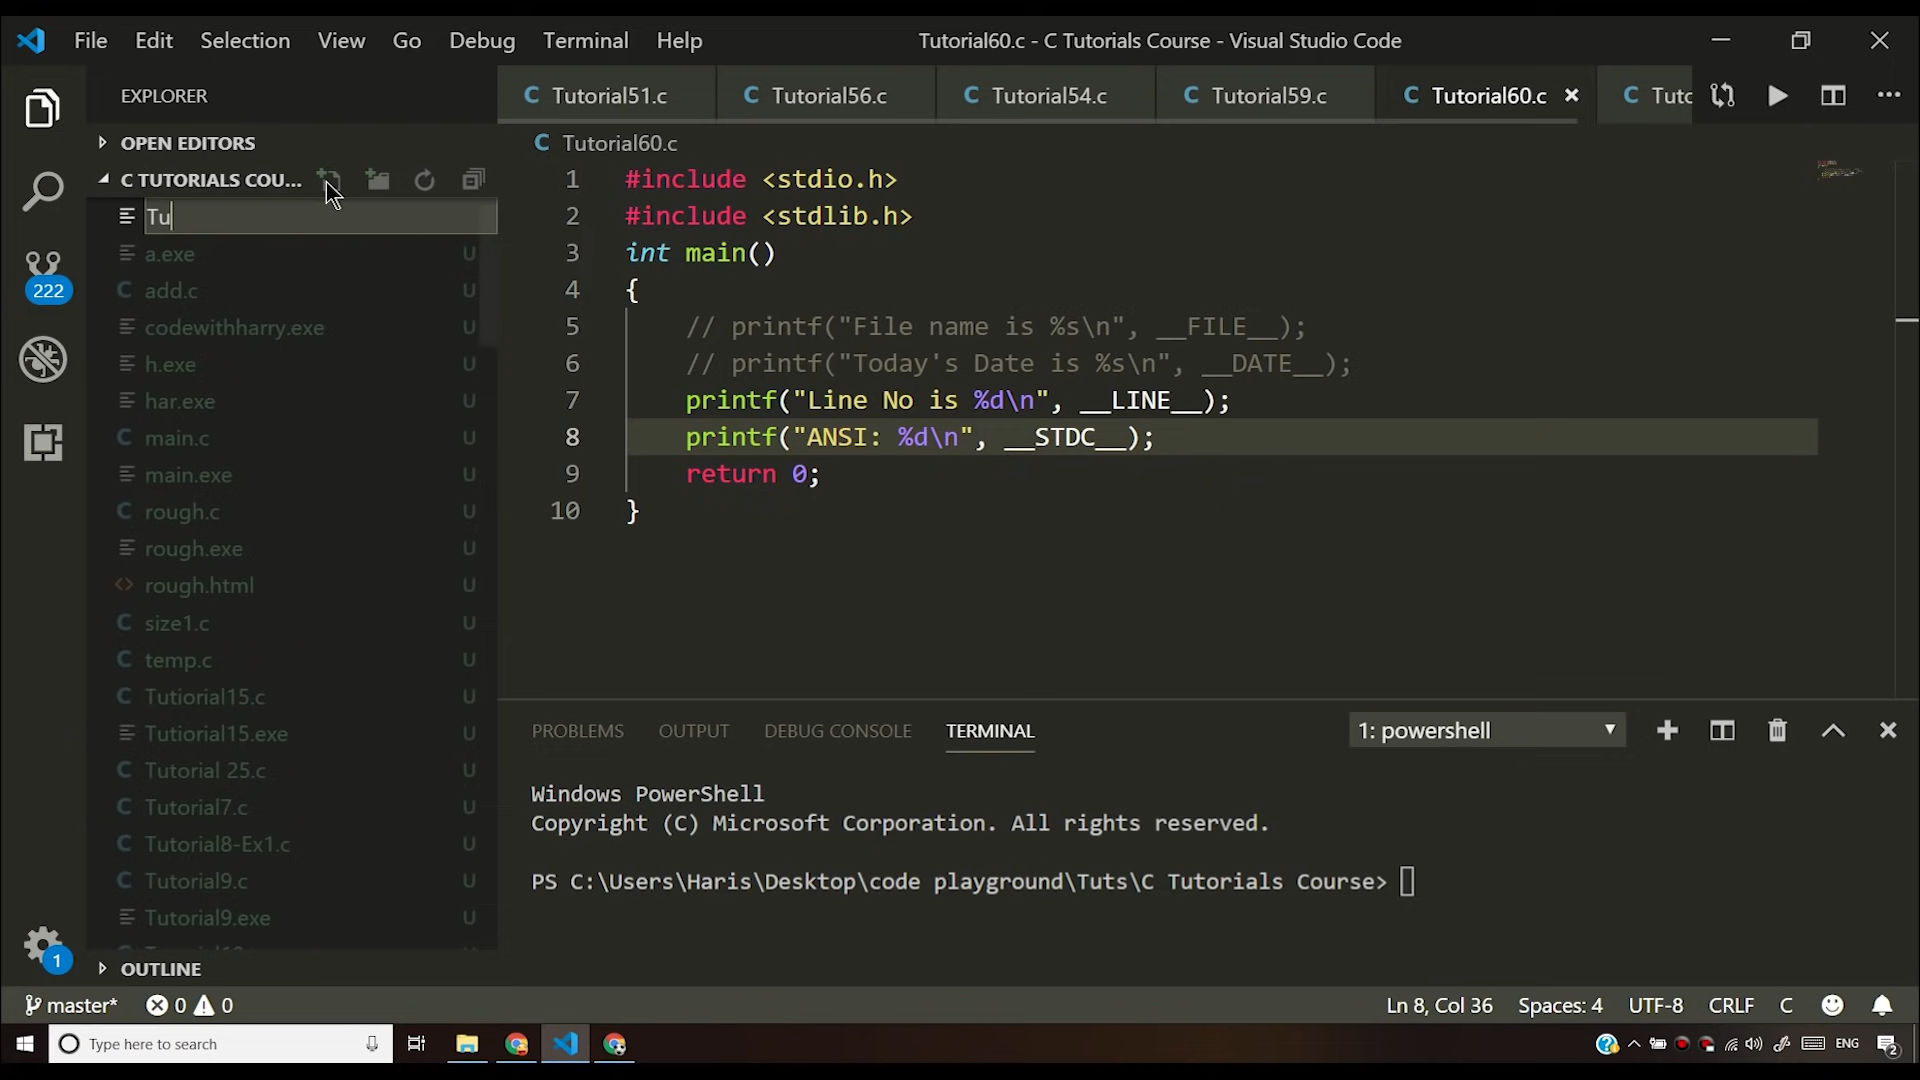 File Edit Selection View Go Debug Terminal Help
Tutorial60.c - C Tutorials Course - Visual Studio Code
EXPLORER
OPEN EDITORS
C TUTORIALS COU...
Tu
a.exe U
add.c U
codewithharry.exe U
h.exe U
har.exe U
main.c U
main.exe U
rough.c U
rough.exe U
rough.html U
size1.c U
temp.c U
Tutiorial15.c U
Tutiorial15.exe U
Tutorial 25.c U
Tutorial7.c U
Tutorial8-Ex1.c U
Tutorial9.c U
Tutorial9.exe U
OUTLINE
222
1
C Tutorial51.c C Tutorial56.c C Tutorial54.c C Tutorial59.c C Tutorial60.c C Tuto
C Tutorial60.c
1 #include <stdio.h>
2 #include <stdlib.h>
3 int main()
4 {
5 // printf("File name is %s\n", __FILE__);
6 // printf("Today's Date is %s\n", __DATE__);
7 printf("Line No is %d\n", __LINE__);
8 printf("ANSI: %d\n", __STDC__);
9 return 0;
10 }
PROBLEMS OUTPUT DEBUG CONSOLE TERMINAL 1: powershell
Windows PowerShell
Copyright (C) Microsoft Corporation. All rights reserved.
PS C:\Users\Haris\Desktop\code playground\Tuts\C Tutorials Course>
master* 0 0 Ln 8, Col 36 Spaces: 4 UTF-8 CRLF C
Type here to search ENG 2